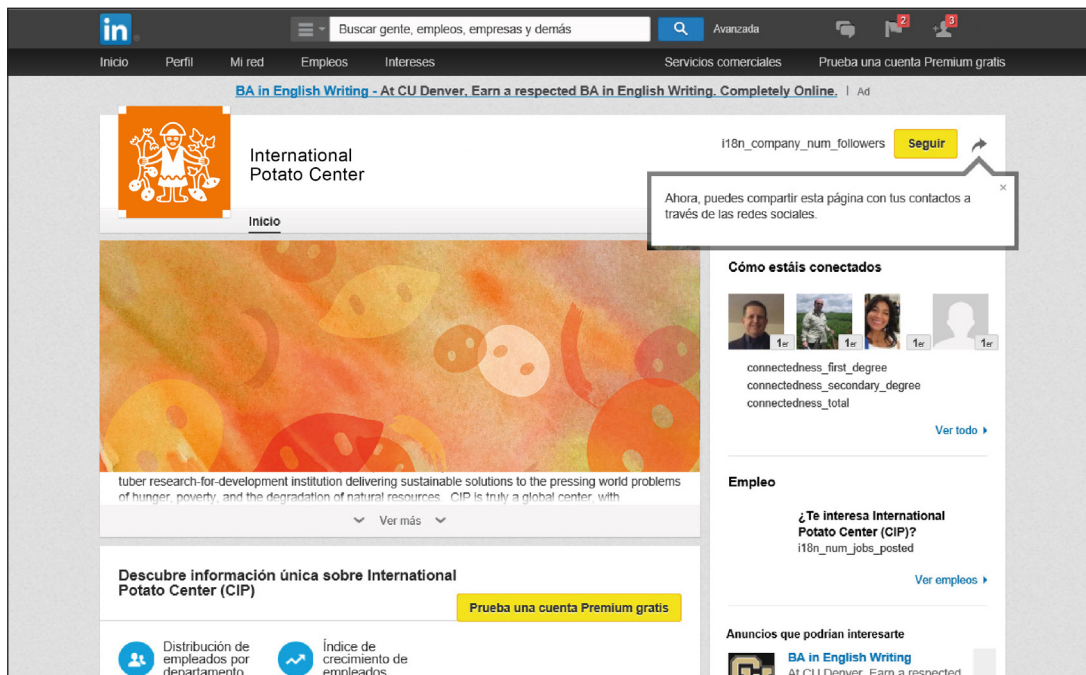 in
Buscar gente, empleos, empresas y demás
Avanzada
2
3
Inicio Perfil Mi red Empleos Intereses Servicios comerciales Prueba una cuenta Premium gratis
BA in English Writing - At CU Denver, Earn a respected BA in English Writing. Completely Online. | Ad
International
Potato Center
i18n_company_num_followers
Seguir
Ahora, puedes compartir esta página con tus contactos a
través de las redes sociales.
×
Inicio
Cómo estáis conectados
1er
1er
1er
1er
connectedness_first_degree
connectedness_secondary_degree
connectedness_total
Ver todo
tuber research-for-development institution delivering sustainable solutions to the pressing world problems
of hunger, poverty, and the degradation of natural resources. CIP is truly a global center, with
Ver más
Empleo
¿Te interesa International
Potato Center (CIP)?
i18n_num_jobs_posted
Ver empleos
Descubre información única sobre International
Potato Center (CIP)
Prueba una cuenta Premium gratis
Distribución de
empleados por
departamento
Índice de
crecimiento de
empleados
Anuncios que podrían interesarte
BA in English Writing
At CU Denver, Earn a respected